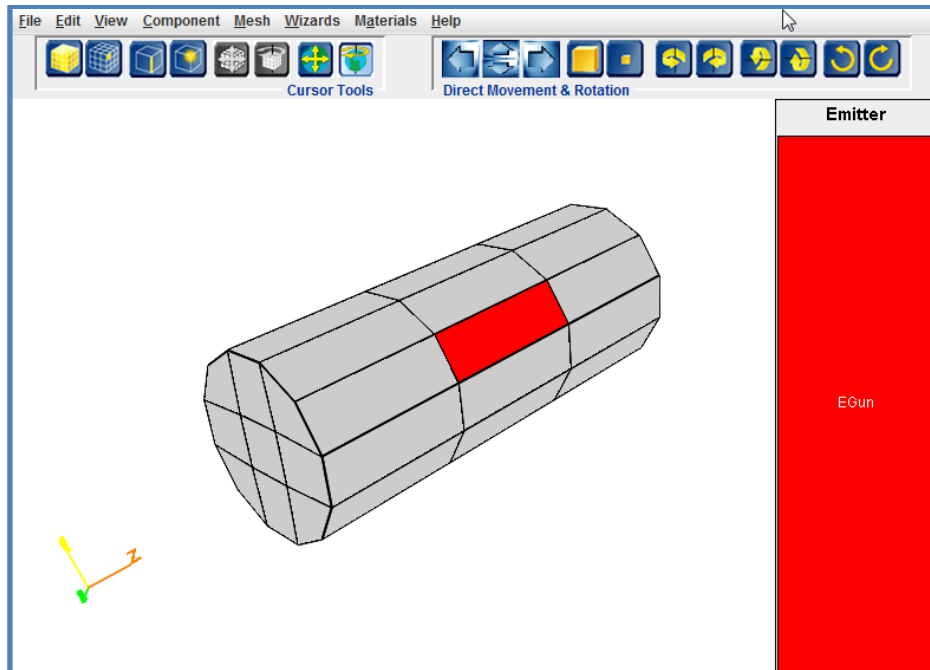 File Edit View Component Mesh Wizards Materials Help
Cursor Tools Direct Movement & Rotation
Emitter
EGun
Z